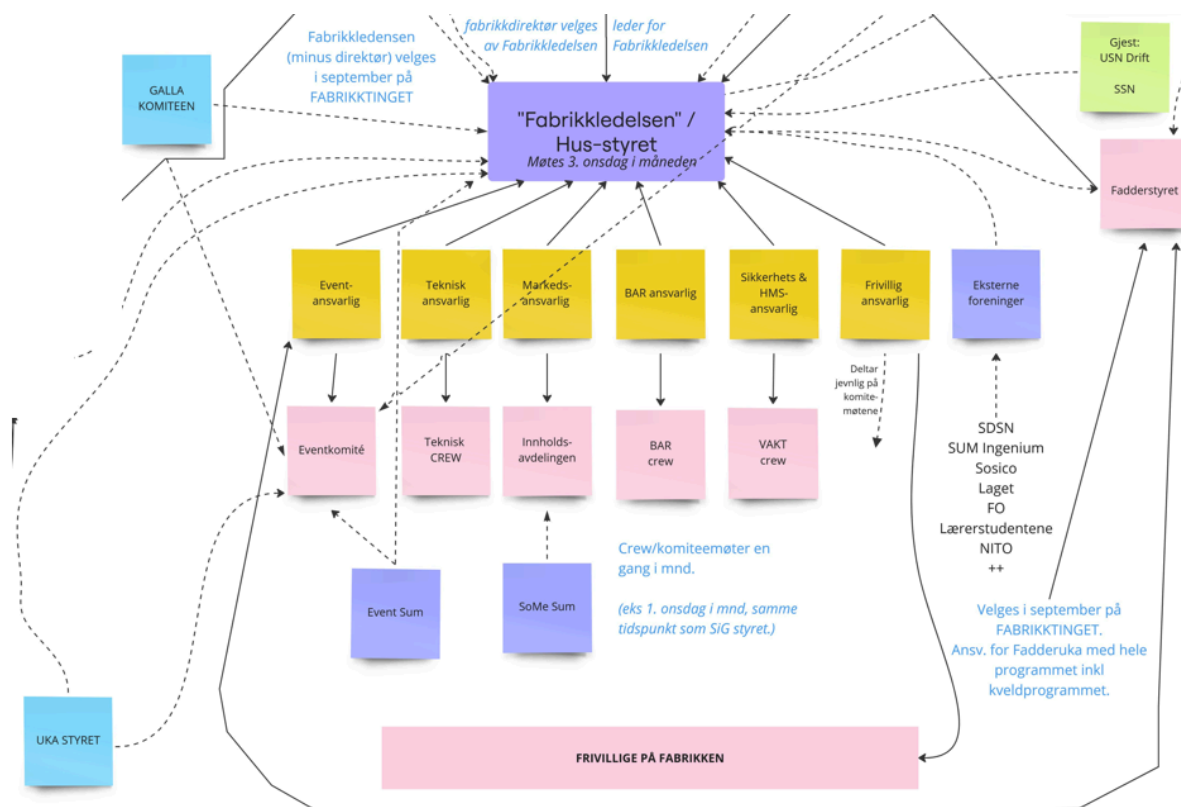 fabrikkdirektør velges
av Fabrikkledelsen
leder for
Fabrikkledelsen
Fabrikkledensen
(minus direktør) velges
i september på
FABRIKKTINGET
GALLA
KOMITEEN
Gjest:
USN Drift
SSN
"Fabrikkledelsen" /
Hus-styret
Møtes 3. onsdag i måneden
Fadderstyret
Event-
ansvarlig
Teknisk
ansvarlig
Markeds-
ansvarlig
BAR ansvarlig
Sikkerhets &
HMS-
ansvarlig
Frivillig
ansvarlig
Eksterne
foreninger
Deltar
jevnlig på
komite-
møtene
Eventkomité
Teknisk
CREW
Innholds-
avdelingen
BAR
crew
VAKT
crew
SDSN
SUM Ingenium
Sosico
Laget
FO
Lærerstudentene
NITO
++
Event Sum
SoMe Sum
Crew/komiteemøter en
gang i mnd.
(eks 1. onsdag i mnd, samme
tidspunkt som SiG styret.)
Velges i september på
FABRIKKTINGET.
Ansv. for Fadderuka med hele
programmet inkl
kveldprogrammet.
UKA STYRET
FRIVILLIGE PÅ FABRIKKEN